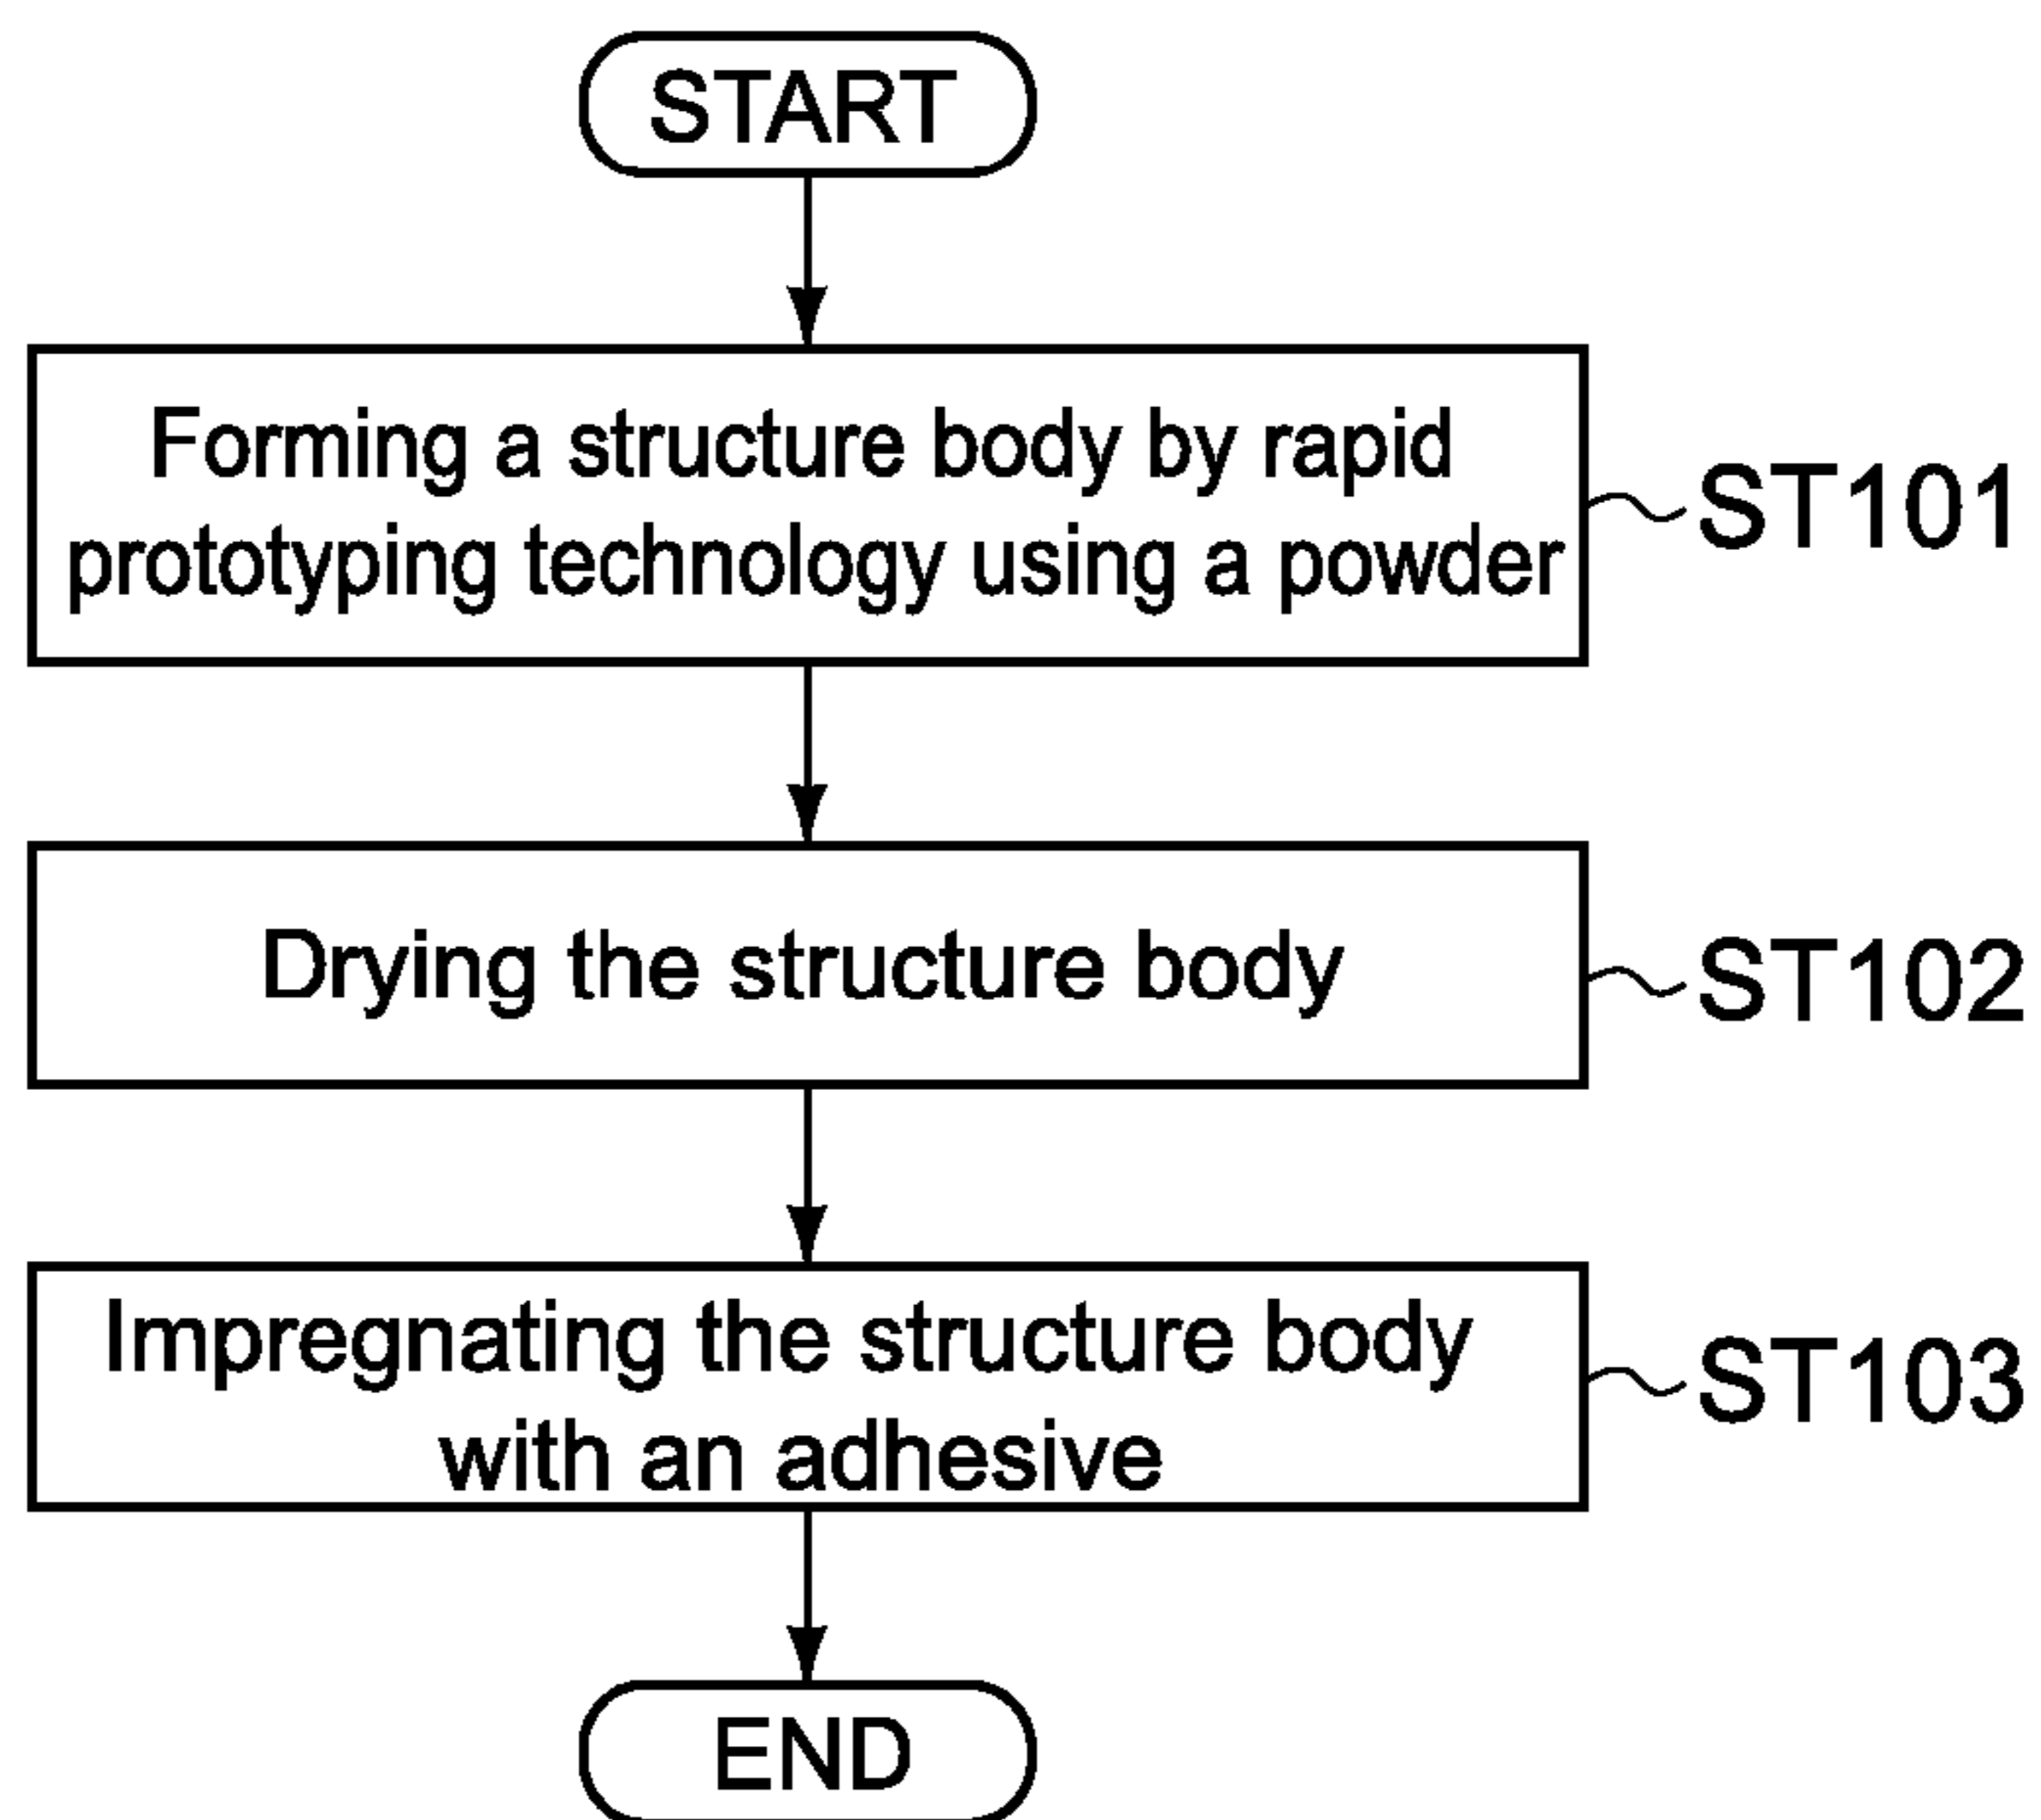 START
Forming a structure body by rapid
prototyping technology using a powder
ST101
Drying the structure body
ST102
Impregnating the structure body
with an adhesive
ST103
END